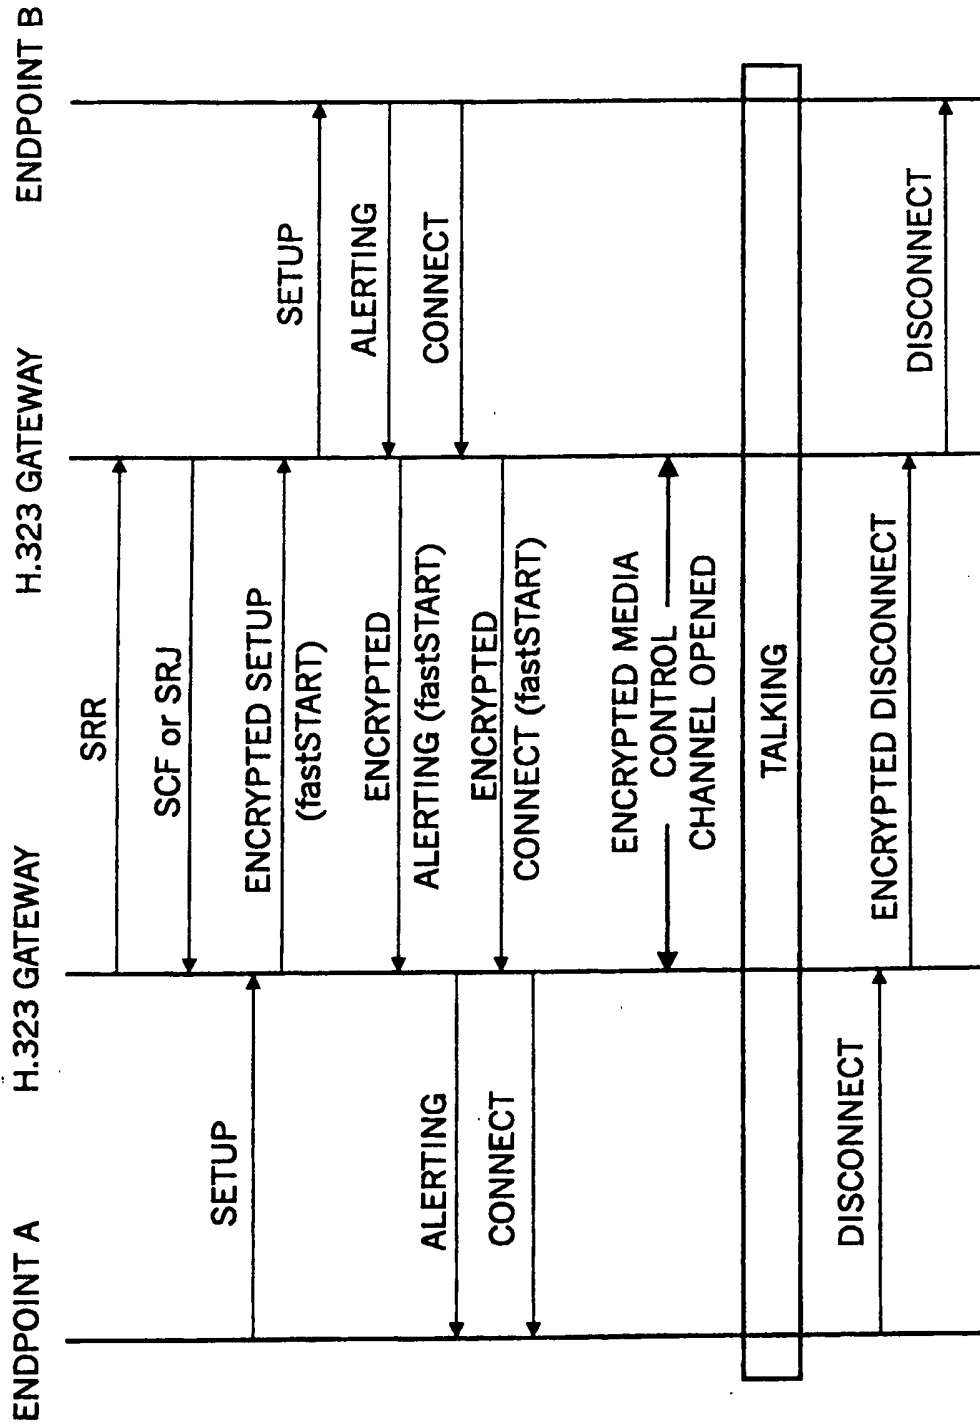 ENDPOINT A
H.323 GATEWAY
H.323 GATEWAY
ENDPOINT B
SRR
SCF or SRJ
SETUP
ENCRYPTED SETUP
(fastSTART)
SETUP
ALERTING
ENCRYPTED
ALERTING (fastSTART)
ALERTING
CONNECT
ENCRYPTED
CONNECT (fastSTART)
CONNECT
ENCRYPTED MEDIA
CONTROL
CHANNEL OPENED
TALKING
DISCONNECT
ENCRYPTED DISCONNECT
DISCONNECT